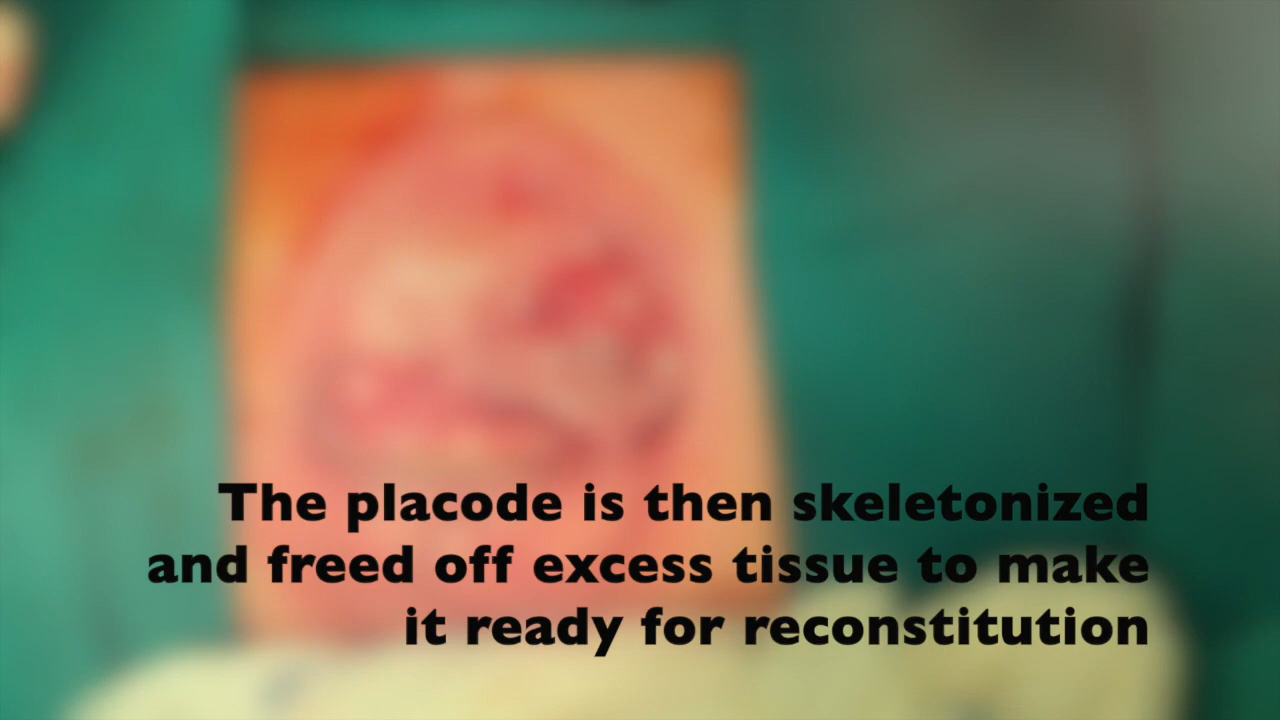 The placode is then skeletonized
and freed off excess tissue to make
it ready for reconstitution